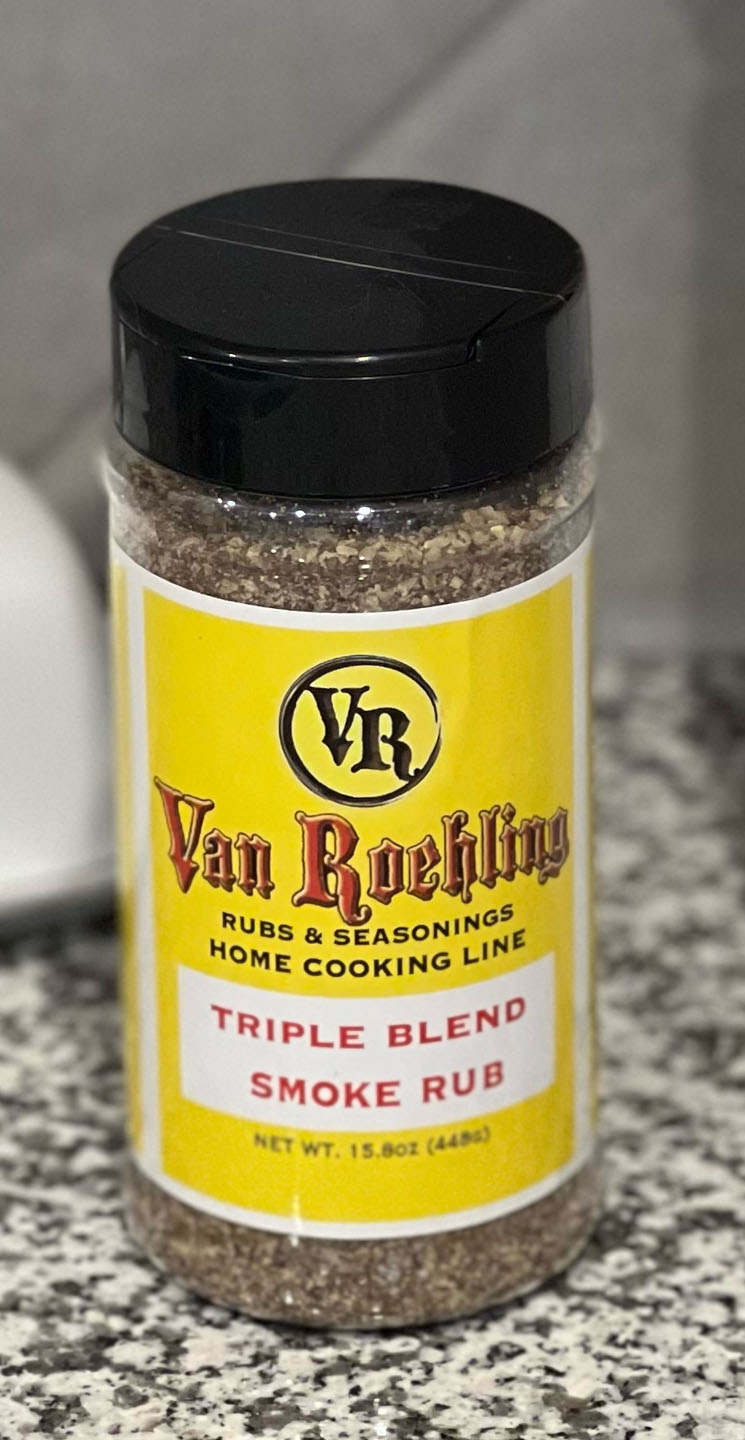 VR
Van Roehling
RUBS & SEASONINGS
HOME COOKING LINE
TRIPLE BLEND
SMOKE RUB
NET WT. 15.8oz (448g)